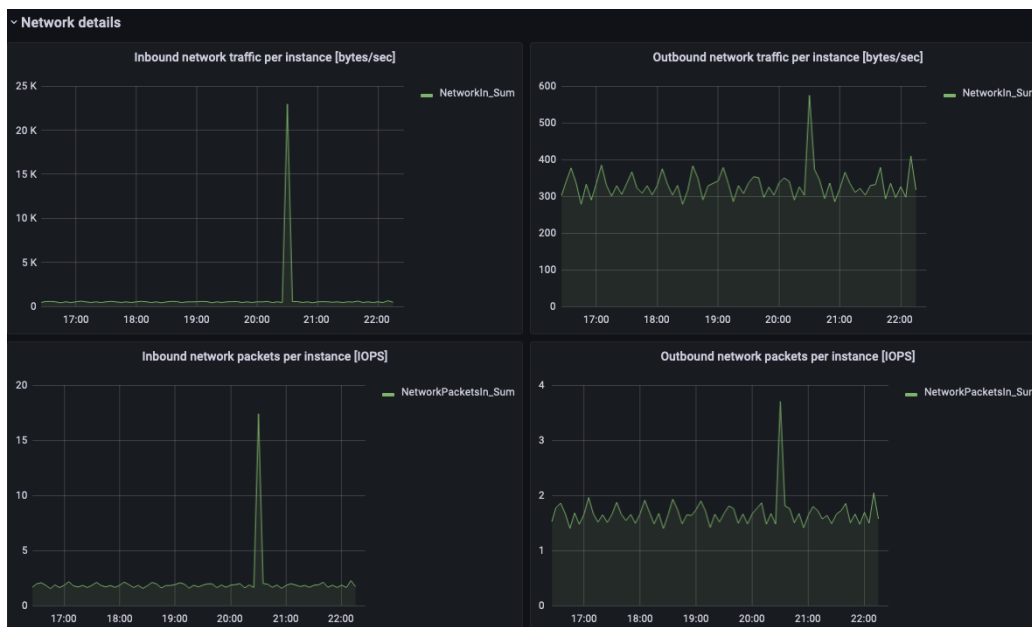 Network details
Inbound network traffic per instance [bytes/sec]
25 K
20 K
15 K
10 K
5 K
0
17:00 18:00 19:00 20:00 21:00 22:00
NetworkIn_Sum
Outbound network traffic per instance [bytes/sec]
600
500
400
300
200
100
0
17:00 18:00 19:00 20:00 21:00 22:00
NetworkIn_Sum
Inbound network packets per instance [IOPS]
20
15
10
5
0
17:00 18:00 19:00 20:00 21:00 22:00
NetworkPacketsIn_Sum
Outbound network packets per instance [IOPS]
4
3
2
1
0
17:00 18:00 19:00 20:00 21:00 22:00
NetworkPacketsIn_Sum